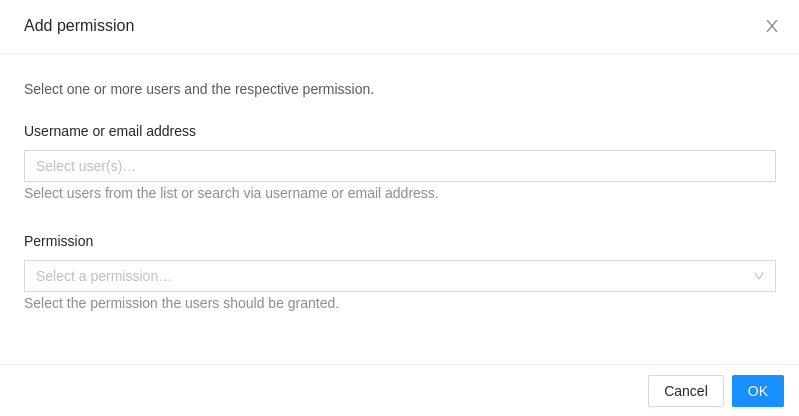 Add permission
Select one or more users and the respective permission.
Username or email address
Select user(s)…
Select users from the list or search via username or email address.
Permission
Select a permission…
Select the permission the users should be granted.
Cancel OK